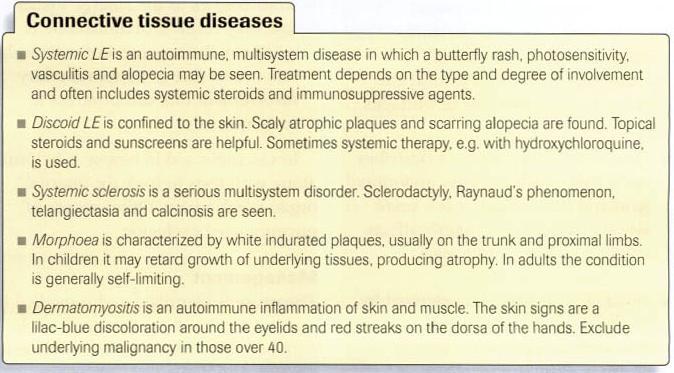 Connective tissue diseases
■ Systemic LE is an autoimmune, multisystem disease in which a butterfly rash, photosensitivity,
vasculitis and alopecia may be seen. Treatment depends on the type and degree of involvement
and often includes systemic steroids and immunosuppressive agents.
■ Discoid LE is confined to the skin. Scaly atrophic plaques and scarring alopecia are found. Topical
steroids and sunscreens are helpful. Sometimes systemic therapy, e.g. with hydroxychloroquine,
is used.
■ Systemic sclerosis is a serious multisystem disorder. Sclerodactyly, Raynaud's phenomenon,
telangiectasia and calcinosis are seen.
■ Morphoea is characterized by white indurated plaques, usually on the trunk and proximal limbs.
In children it may retard growth of underlying tissues, producing atrophy. In adults the condition
is generally self-limiting.
■ Dermatomyositis is an autoimmune inflammation of skin and muscle. The skin signs are a
lilac-blue discoloration around the eyelids and red streaks on the dorsa of the hands. Exclude
underlying malignancy in those over 40.